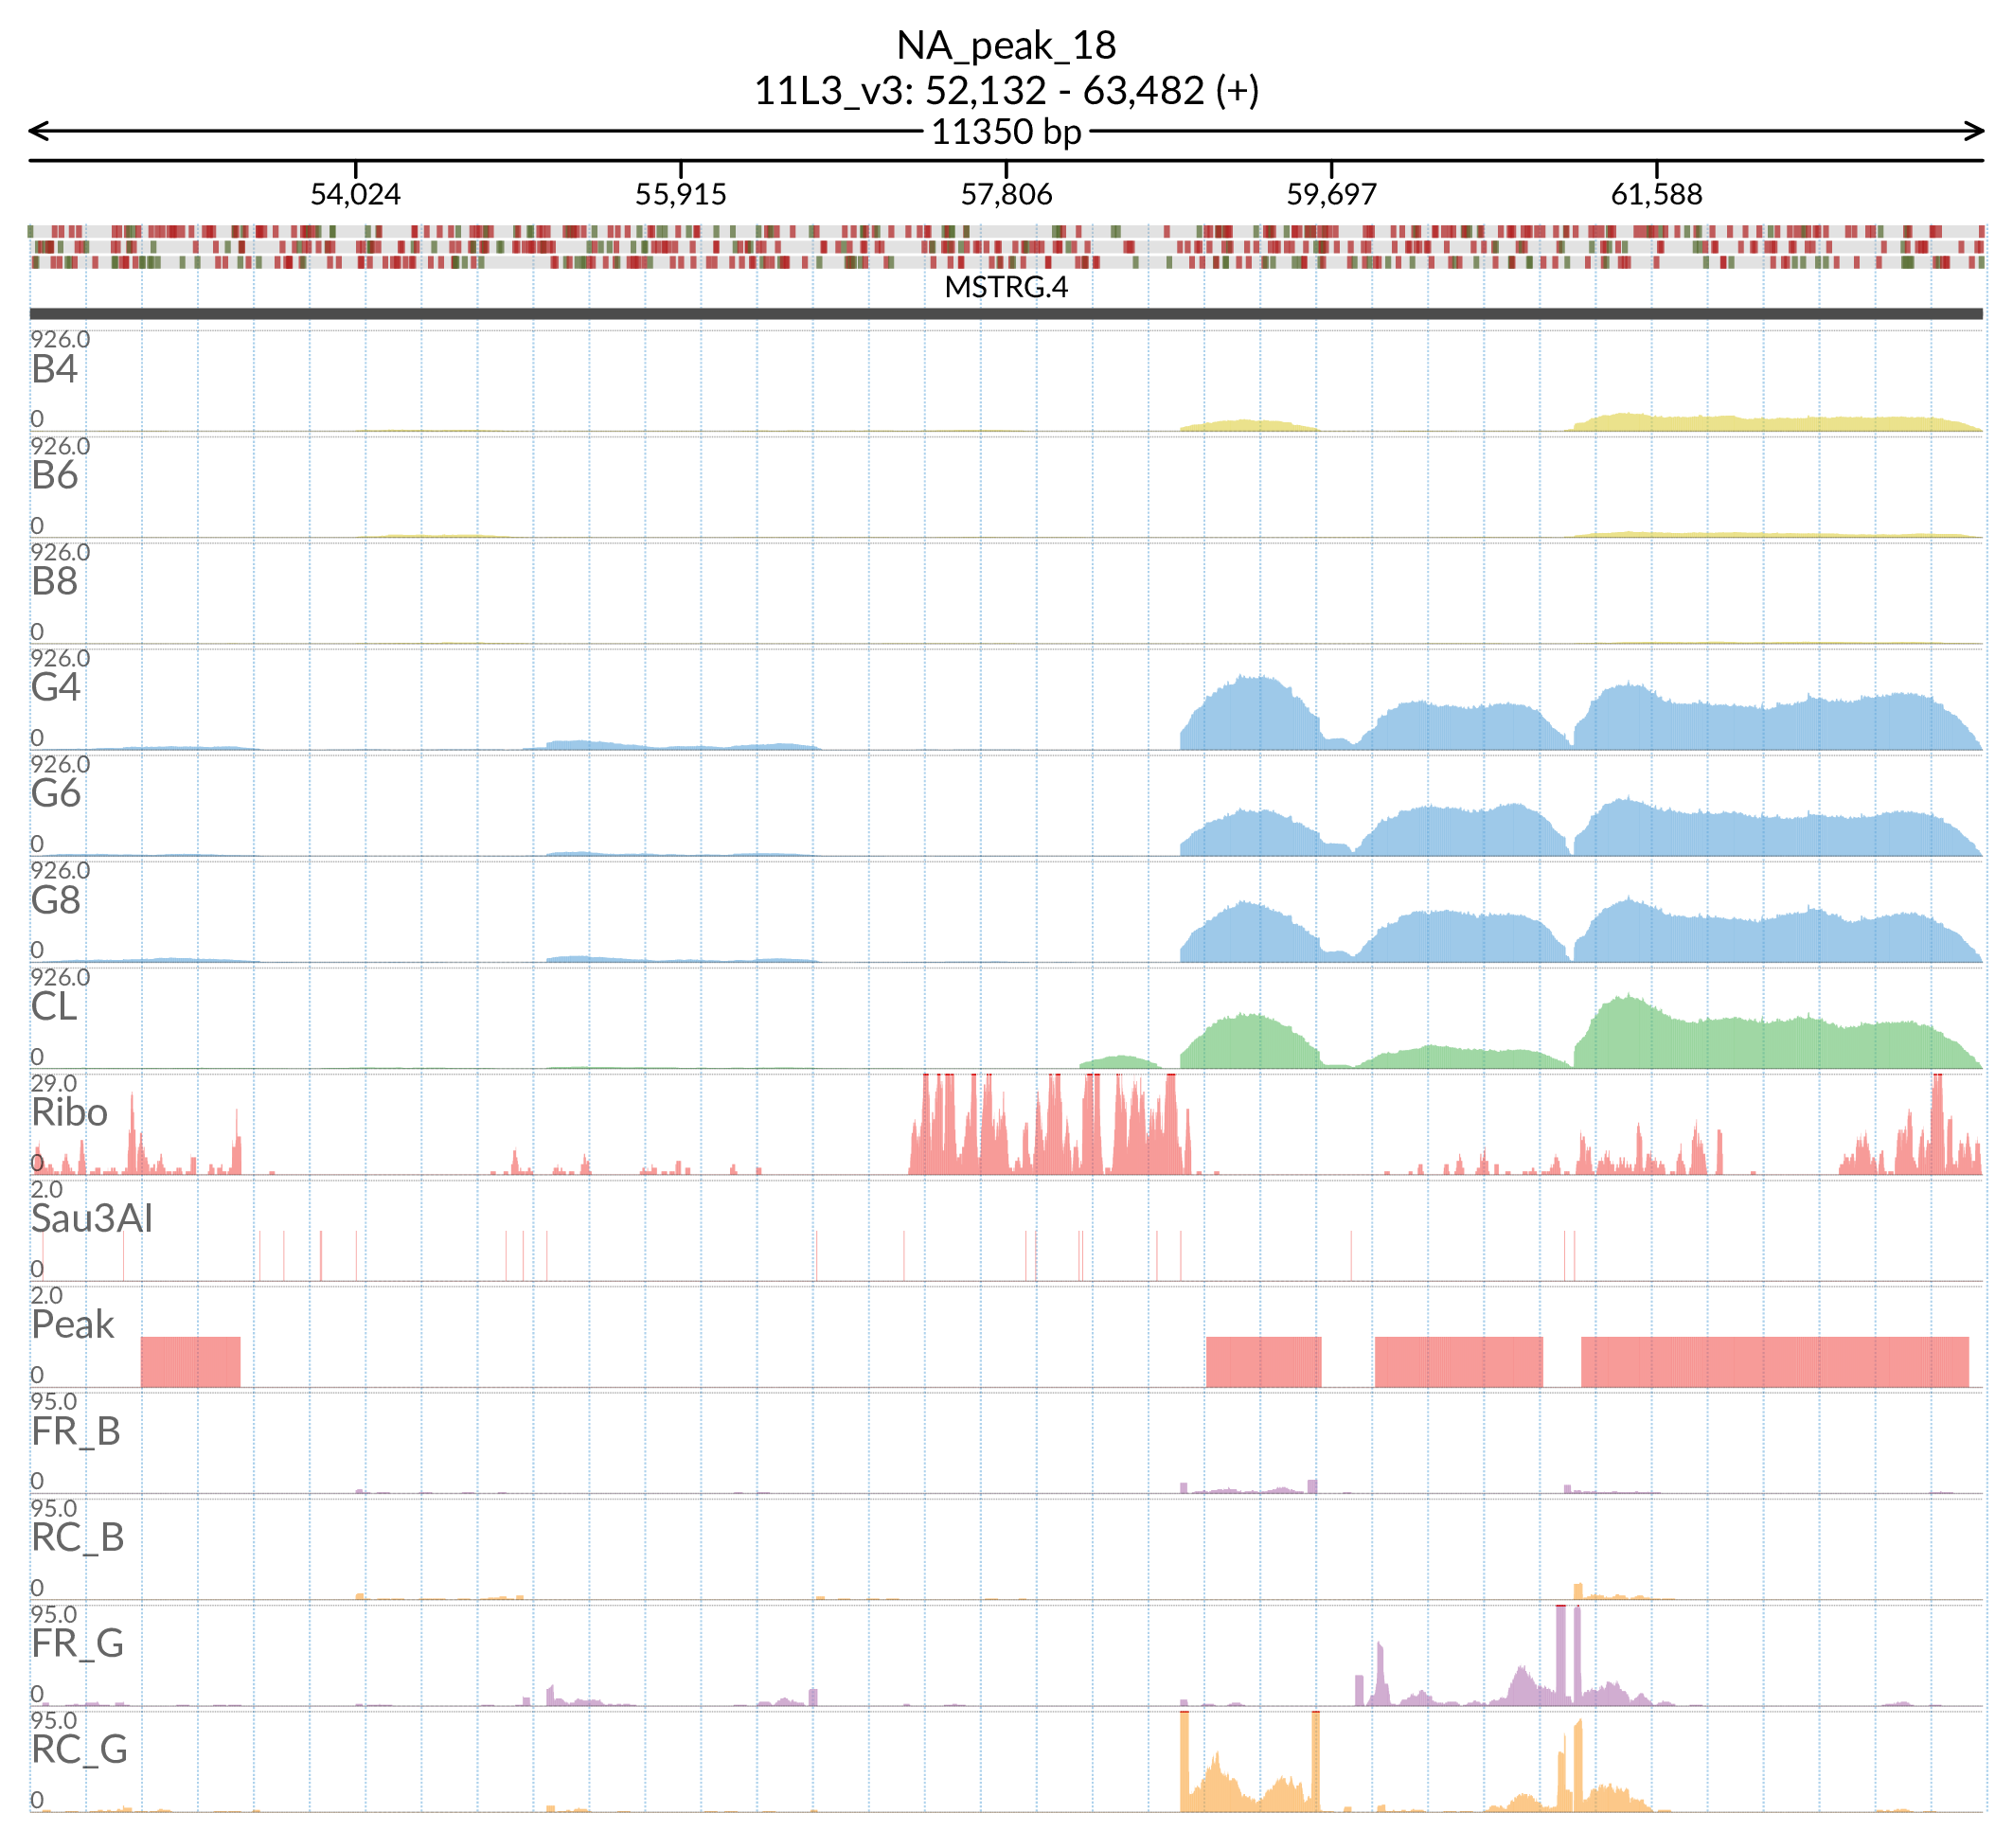 NA_peak_18
11L3_v3: 52,132 - 63,482 (+)
11350 bp
54,024 55,915 57,806 59,697 61,588
MSTRG.4
926.0
B4
0
926.0
B6
0
926.0
B8
0
926.0
G4
0
926.0
G6
0
926.0
G8
0
926.0
CL
0
29.0
Ribo
0
2.0
Sau3AI
0
2.0
Peak
0
95.0
FR_B
0
95.0
RC_B
0
95.0
FR_G
0
95.0
RC_G
0